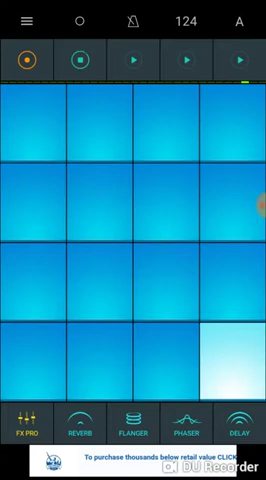 124 A
FX PRO REVERB FLANGER PHASER DELAY
To purchase thousands below retail value CLICK
DU Recorder